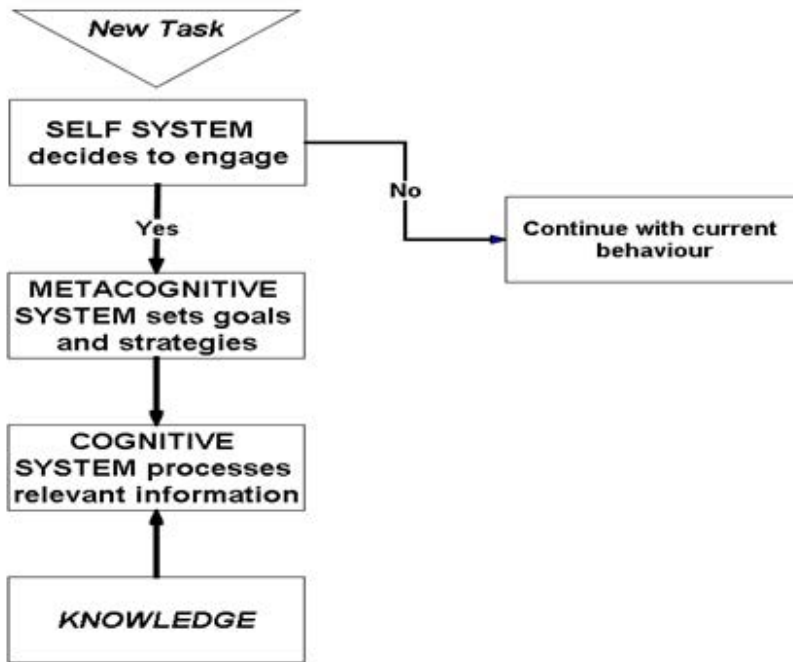 New Task
SELF SYSTEM
decides to engage
No
Yes
Continue with current
behaviour
METACOGNITIVE
SYSTEM sets goals
and strategies
COGNITIVE
SYSTEM processes
relevant information
KNOWLEDGE